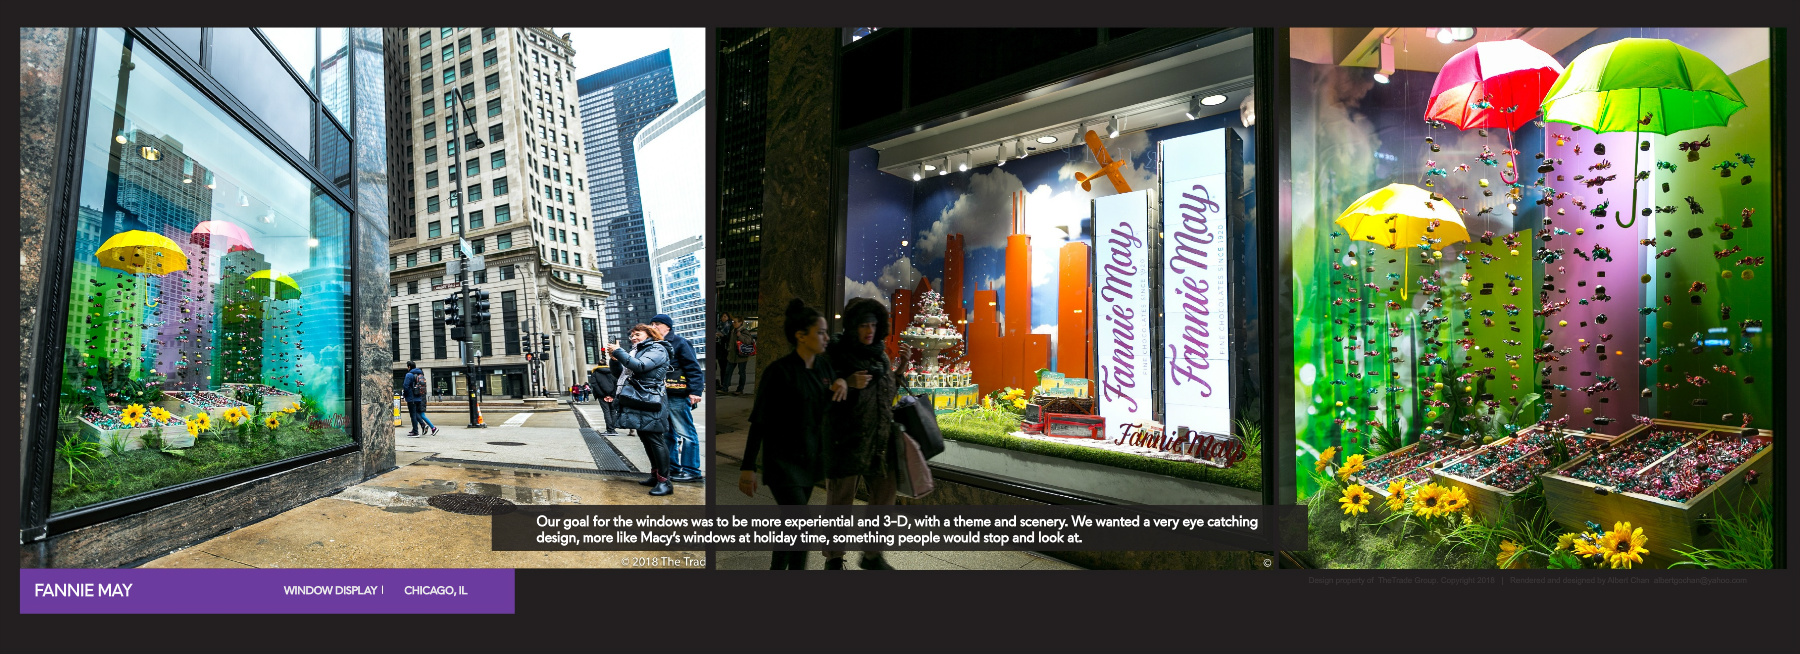 Fannie May
FINE CHOCOLATES SINCE 1920
Fannie May
FINE CHOCOLATES SINCE 1920
Fannie May
Our goal for the windows was to be more experiential and 3-D, with a theme and scenery. We wanted a very eye catching
design, more like Macy's windows at holiday time, something people would stop and look at.
© 2018 The Trad
©
Design property of TheTrade Group. Copyright 2018 | Rendered and designed by Albert Chan albertgochan@yahoo.com
FANNIE MAY
WINDOW DISPLAY |
CHICAGO, IL